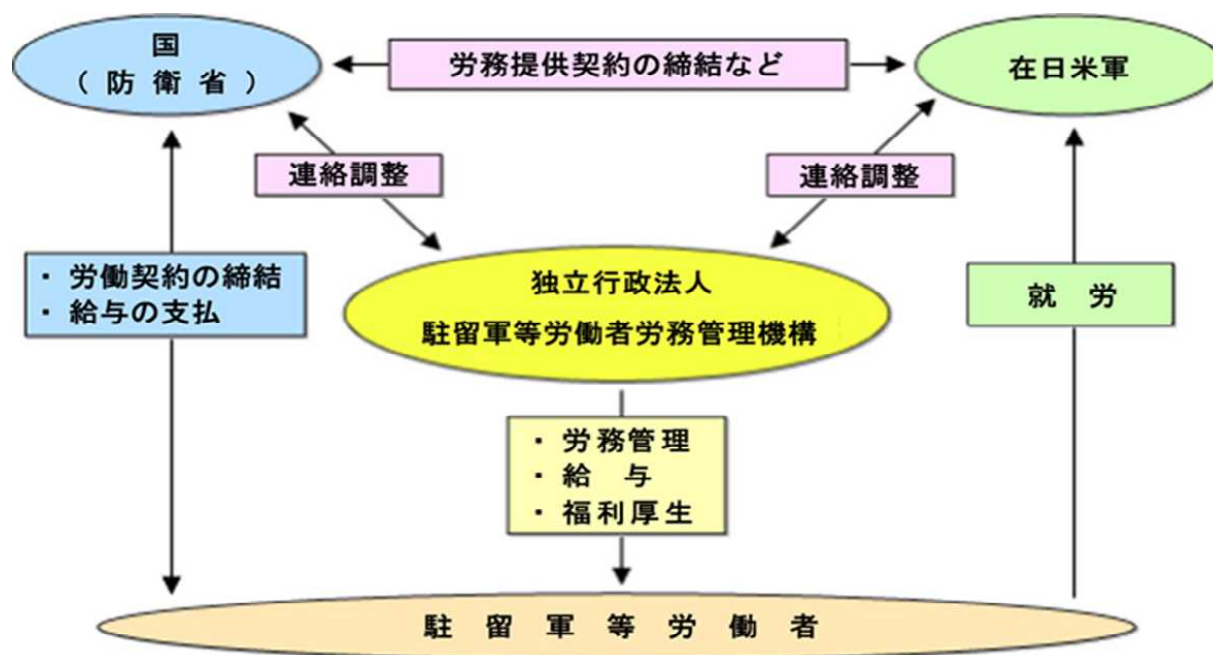 国
（防衛省）
労務提供契約の締結など
在日米軍
連絡調整
連絡調整
・ 労働契約の締結
・ 給与の支払
独立行政法人
駐留軍等労働者労務管理機構
就 労
・ 労務管理
・ 給 与
・ 福利厚生
駐 留 軍 等 労 働 者